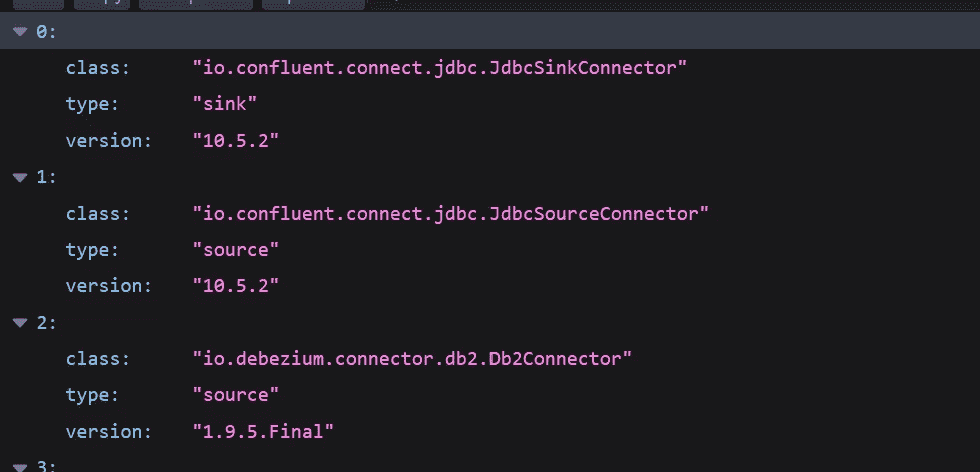 0:
class: "io.confluent.connect.jdbc.JdbcSinkConnector"
type: "sink"
version: "10.5.2"
1:
class: "io.confluent.connect.jdbc.JdbcSourceConnector"
type: "source"
version: "10.5.2"
2:
class: "io.debezium.connector.db2.Db2Connector"
type: "source"
version: "1.9.5.Final"
3: